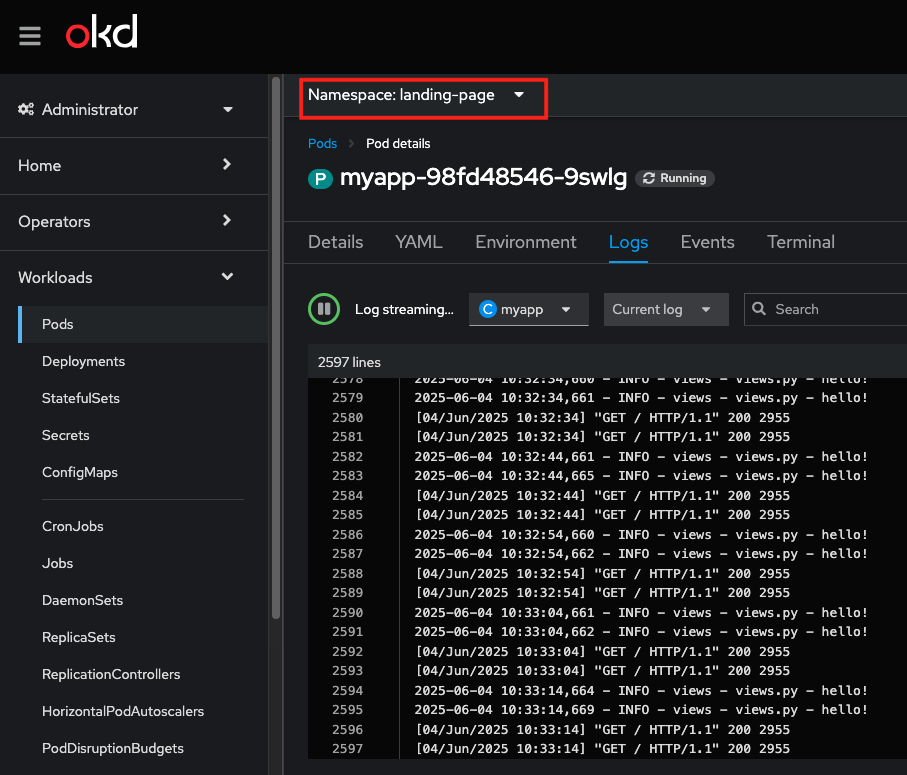 okd
Administrator
Home
Operators
Workloads
Pods
Deployments
StatefulSets
Secrets
ConfigMaps
CronJobs
Jobs
DaemonSets
ReplicaSets
ReplicationControllers
HorizontalPodAutoscalers
PodDisruptionBudgets
Namespace: landing-page
Pods > Pod details
P myapp-98fd48546-9swlg Running
Details YAML Environment Logs Events Terminal
Log streaming... C myapp Current log Search
2597 lines
2578 2025-06-04 10:32:34,660 - INFO - views - views.py - hello!
2579 2025-06-04 10:32:34,661 - INFO - views - views.py - hello!
2580 [04/Jun/2025 10:32:34] "GET / HTTP/1.1" 200 2955
2581 [04/Jun/2025 10:32:34] "GET / HTTP/1.1" 200 2955
2582 2025-06-04 10:32:44,661 - INFO - views - views.py - hello!
2583 2025-06-04 10:32:44,665 - INFO - views - views.py - hello!
2584 [04/Jun/2025 10:32:44] "GET / HTTP/1.1" 200 2955
2585 [04/Jun/2025 10:32:44] "GET / HTTP/1.1" 200 2955
2586 2025-06-04 10:32:54,660 - INFO - views - views.py - hello!
2587 2025-06-04 10:32:54,662 - INFO - views - views.py - hello!
2588 [04/Jun/2025 10:32:54] "GET / HTTP/1.1" 200 2955
2589 [04/Jun/2025 10:32:54] "GET / HTTP/1.1" 200 2955
2590 2025-06-04 10:33:04,661 - INFO - views - views.py - hello!
2591 2025-06-04 10:33:04,662 - INFO - views - views.py - hello!
2592 [04/Jun/2025 10:33:04] "GET / HTTP/1.1" 200 2955
2593 [04/Jun/2025 10:33:04] "GET / HTTP/1.1" 200 2955
2594 2025-06-04 10:33:14,664 - INFO - views - views.py - hello!
2595 2025-06-04 10:33:14,669 - INFO - views - views.py - hello!
2596 [04/Jun/2025 10:33:14] "GET / HTTP/1.1" 200 2955
2597 [04/Jun/2025 10:33:14] "GET / HTTP/1.1" 200 2955